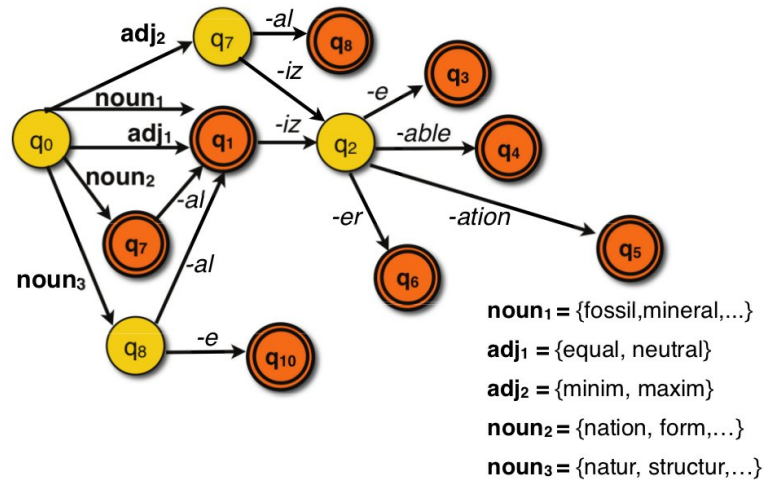 adj2
q7
-al
q8
-iz
-e
q3
noun1
q0
adj1
q1
-iz
q2
-able
q4
noun2
-al
q7
-er
-ation
q5
q6
noun3
-al
q8
-e
q10
noun1 = {fossil,mineral,...}
adj1 = {equal, neutral}
adj2 = {minim, maxim}
noun2 = {nation, form,...}
noun3 = {natur, structur,...}